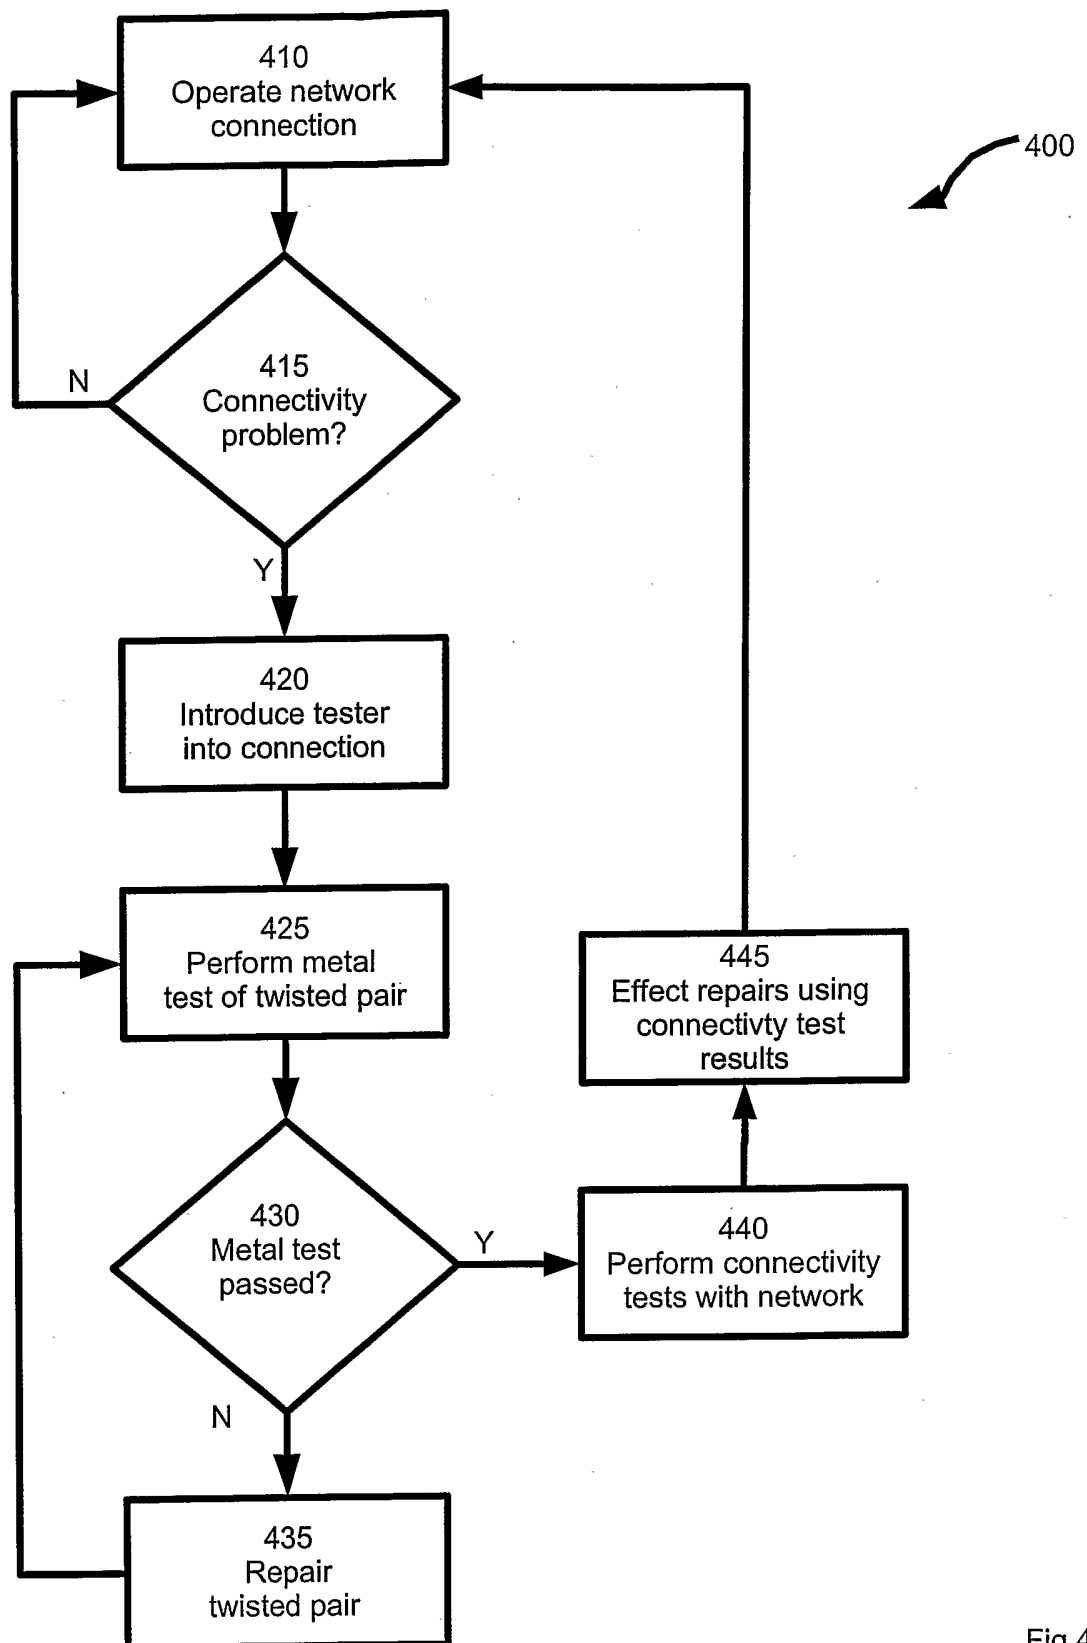 410
Operate network
connection
400
415
Connectivity
problem?
N
Y
420
Introduce tester
into connection
425
Perform metal
test of twisted pair
445
Effect repairs using
connectivty test
results
430
Metal test
passed?
Y
440
Perform connectivity
tests with network
N
435
Repair
twisted pair
Fig 4